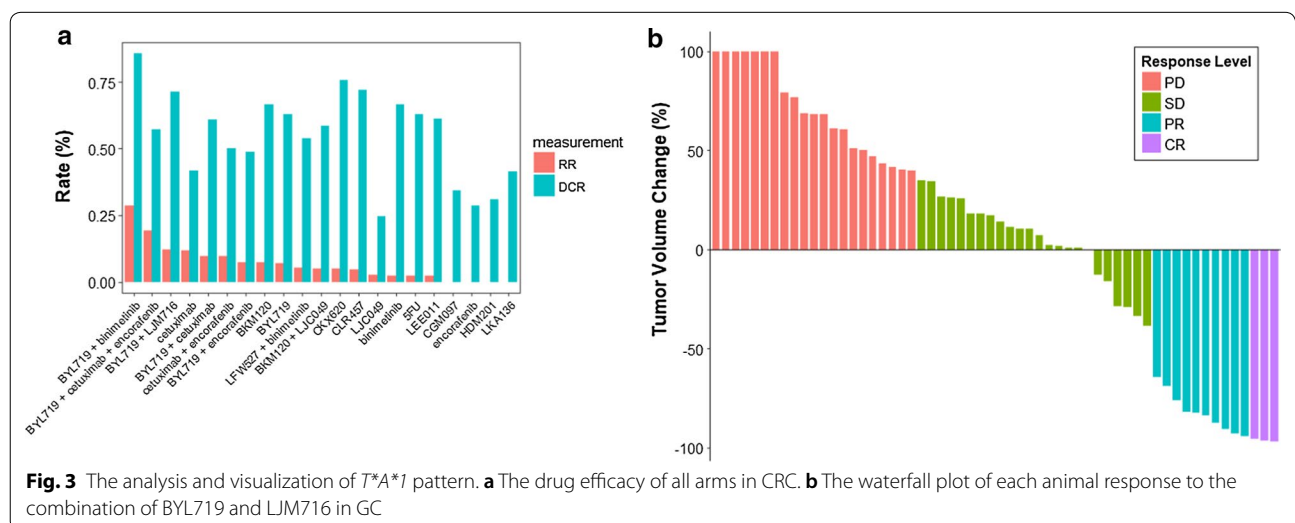 a
Rate (%)
0.75
0.50
0.25
0.00
BYL719 + binimetinib
BYL719 + cetuximab + encorafenib
BYL719 + LJM716
cetuximab
BYL719 + cetuximab
cetuximab + encorafenib
BYL719 + encorafenib
BKM120
BYL719
LFW527 + binimetinib
BKM120 + LJC049
CKX620
CLR457
LJC049
binimetinib
5FU
LEE011
CGM097
encorafenib
HDM201
LKA136
measurement
RR
DCR
b
Tumor Volume Change (%)
100
50
0
-50
-100
Response Level
PD
SD
PR
CR
Fig. 3 The analysis and visualization of T*A*1 pattern. a The drug efficacy of all arms in CRC. b The waterfall plot of each animal response to the
combination of BYL719 and LJM716 in GC